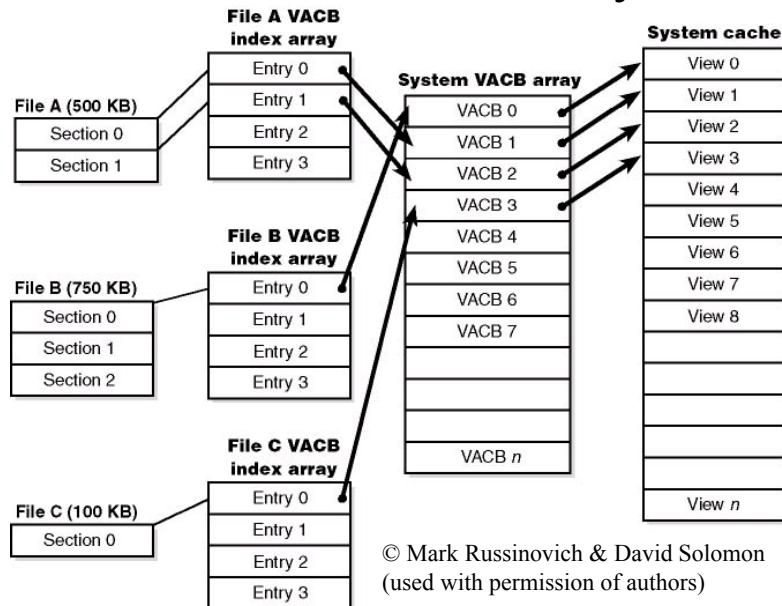 File A VACB
index array
Entry 0
Entry 1
Entry 2
Entry 3
File A (500 KB)
Section 0
Section 1
File B VACB
index array
Entry 0
Entry 1
Entry 2
Entry 3
File B (750 KB)
Section 0
Section 1
Section 2
File C VACB
index array
Entry 0
Entry 1
Entry 2
Entry 3
File C (100 KB)
Section 0
System VACB array
VACB 0
VACB 1
VACB 2
VACB 3
VACB 4
VACB 5
VACB 6
VACB 7
VACB n
System cache
View 0
View 1
View 2
View 3
View 4
View 5
View 6
View 7
View 8
View n
© Mark Russinovich & David Solomon
(used with permission of authors)